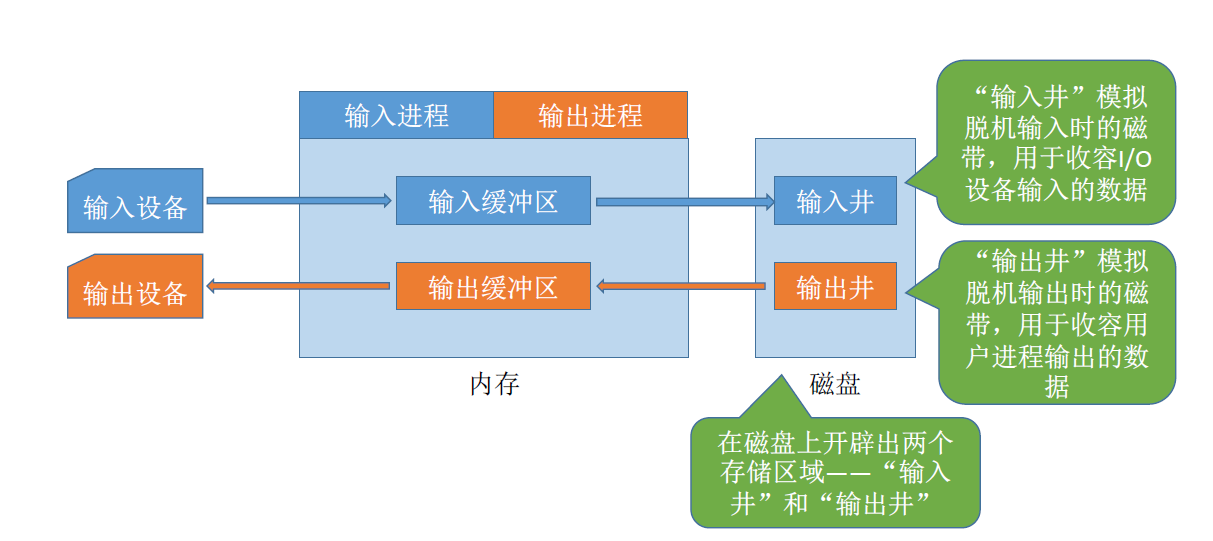 输入进程
输出进程
输入设备
输入缓冲区
输入井
“输入井”模拟
脱机输入时的磁
带，用于收容I/O
设备输入的数据
输出设备
输出缓冲区
输出井
“输出井”模拟
脱机输出时的磁
带，用于收容用
户进程输出的数
据
内存
磁盘
在磁盘上开辟出两个
存储区域——“输入
井”和“输出井”